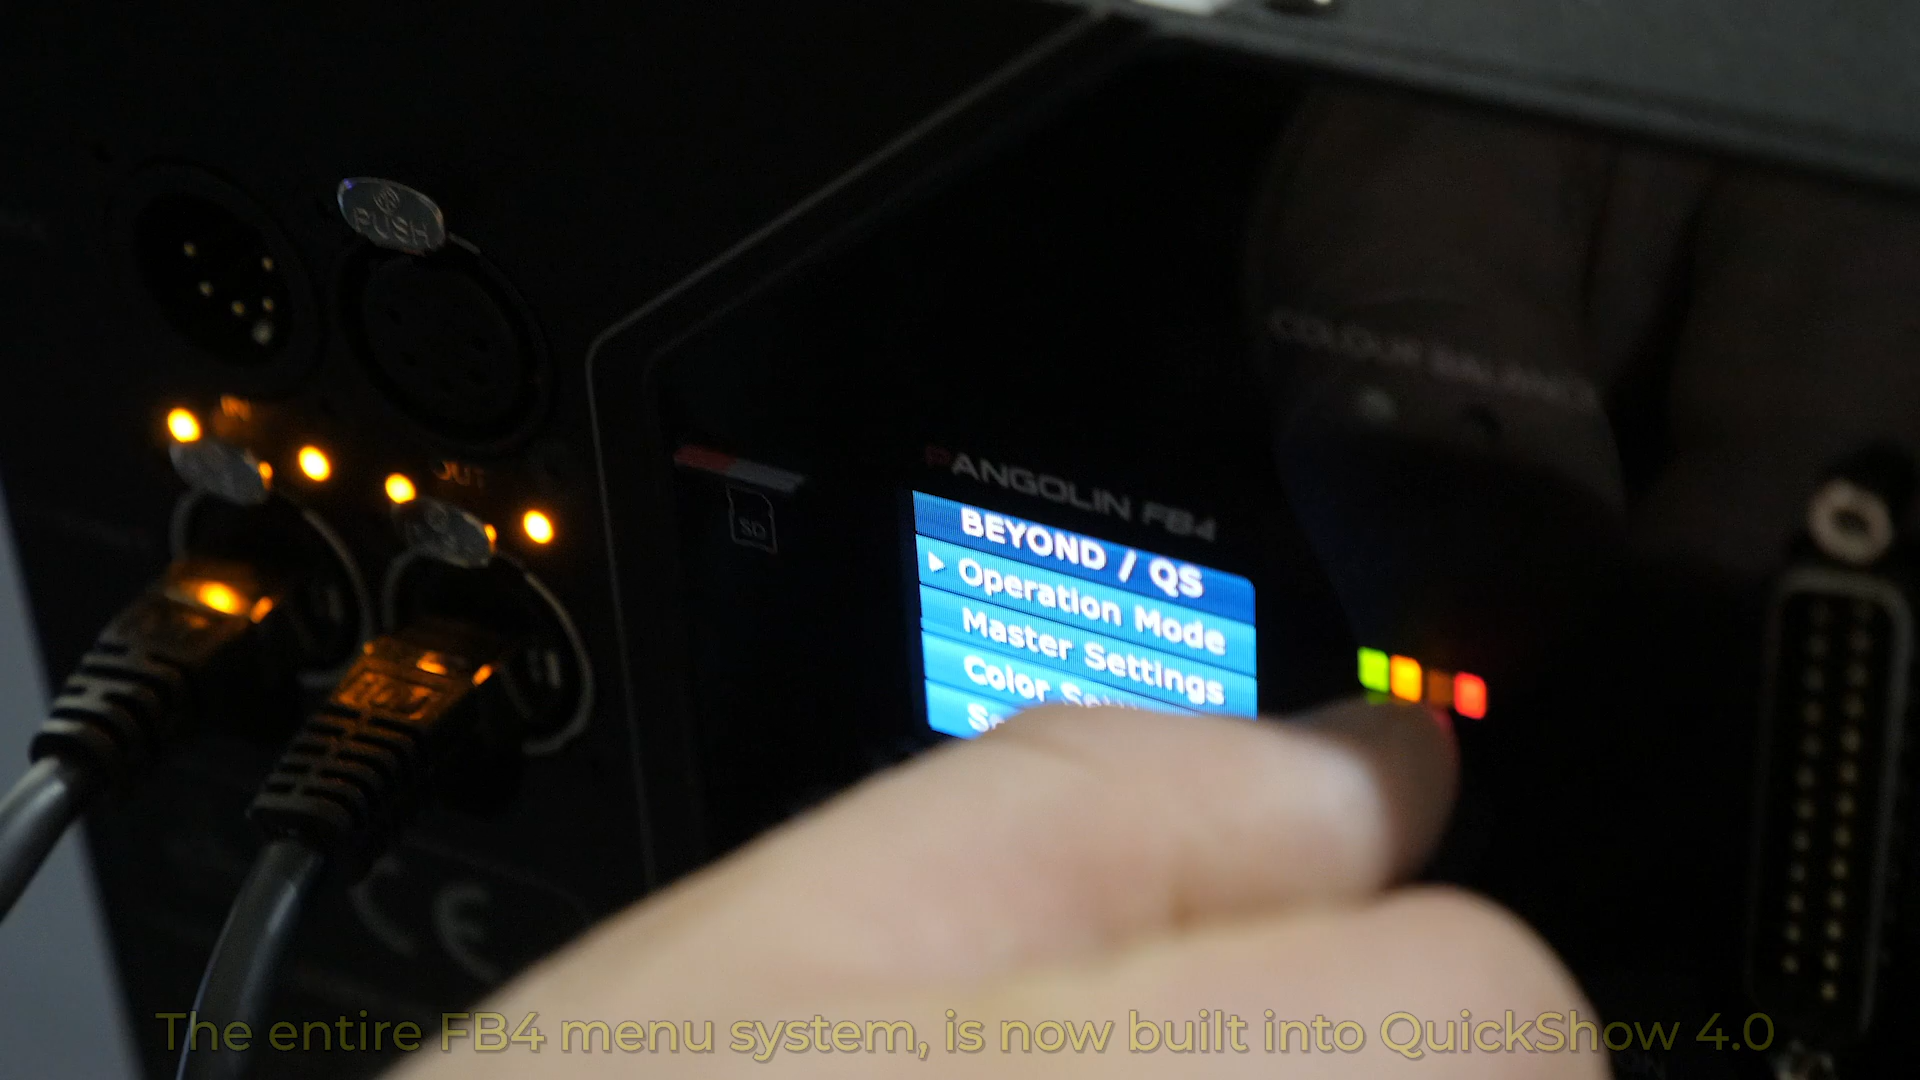 PUSH
IN
OUT
SD
COLOUR BALANCE
PANGOLIN FB4
BEYOND / QS
Operation Mode
Master Settings
Color
CE
The entire FB4 menu system, is now built into QuickShow 4.0